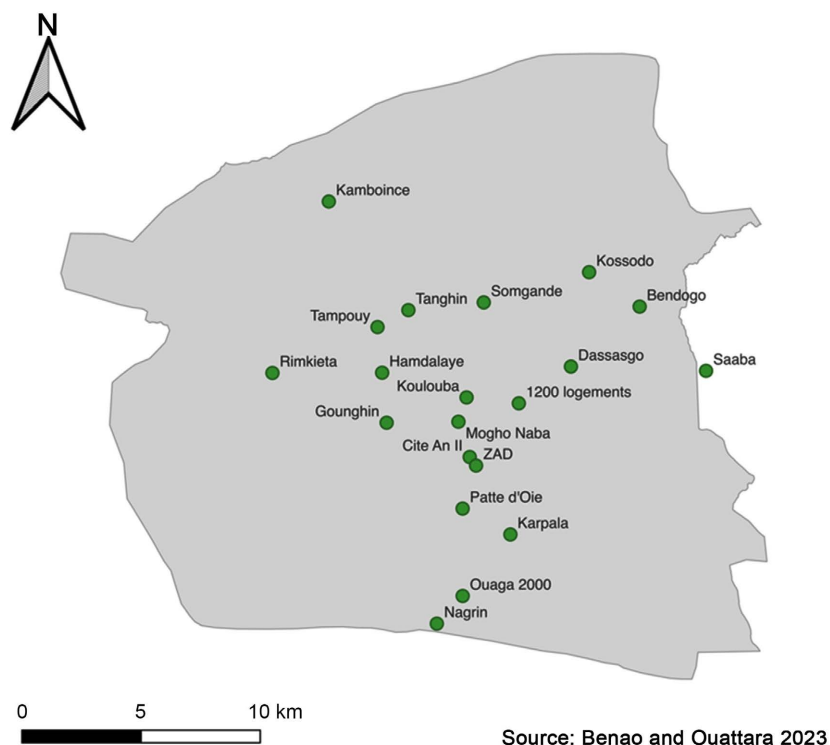 N
Kamboince
Kossodo
Somgande
Bendogo
Tanghin
Tampouy
Dassasgo
Saaba
Rimkieta
Hamdalaye
Koulouba
1200 logements
Gounghin
Mogho Naba
Cite An II
ZAD
Patte d'Oie
Karpala
Ouaga 2000
Nagrin
0 5 10 km
Source: Benao and Ouattara 2023